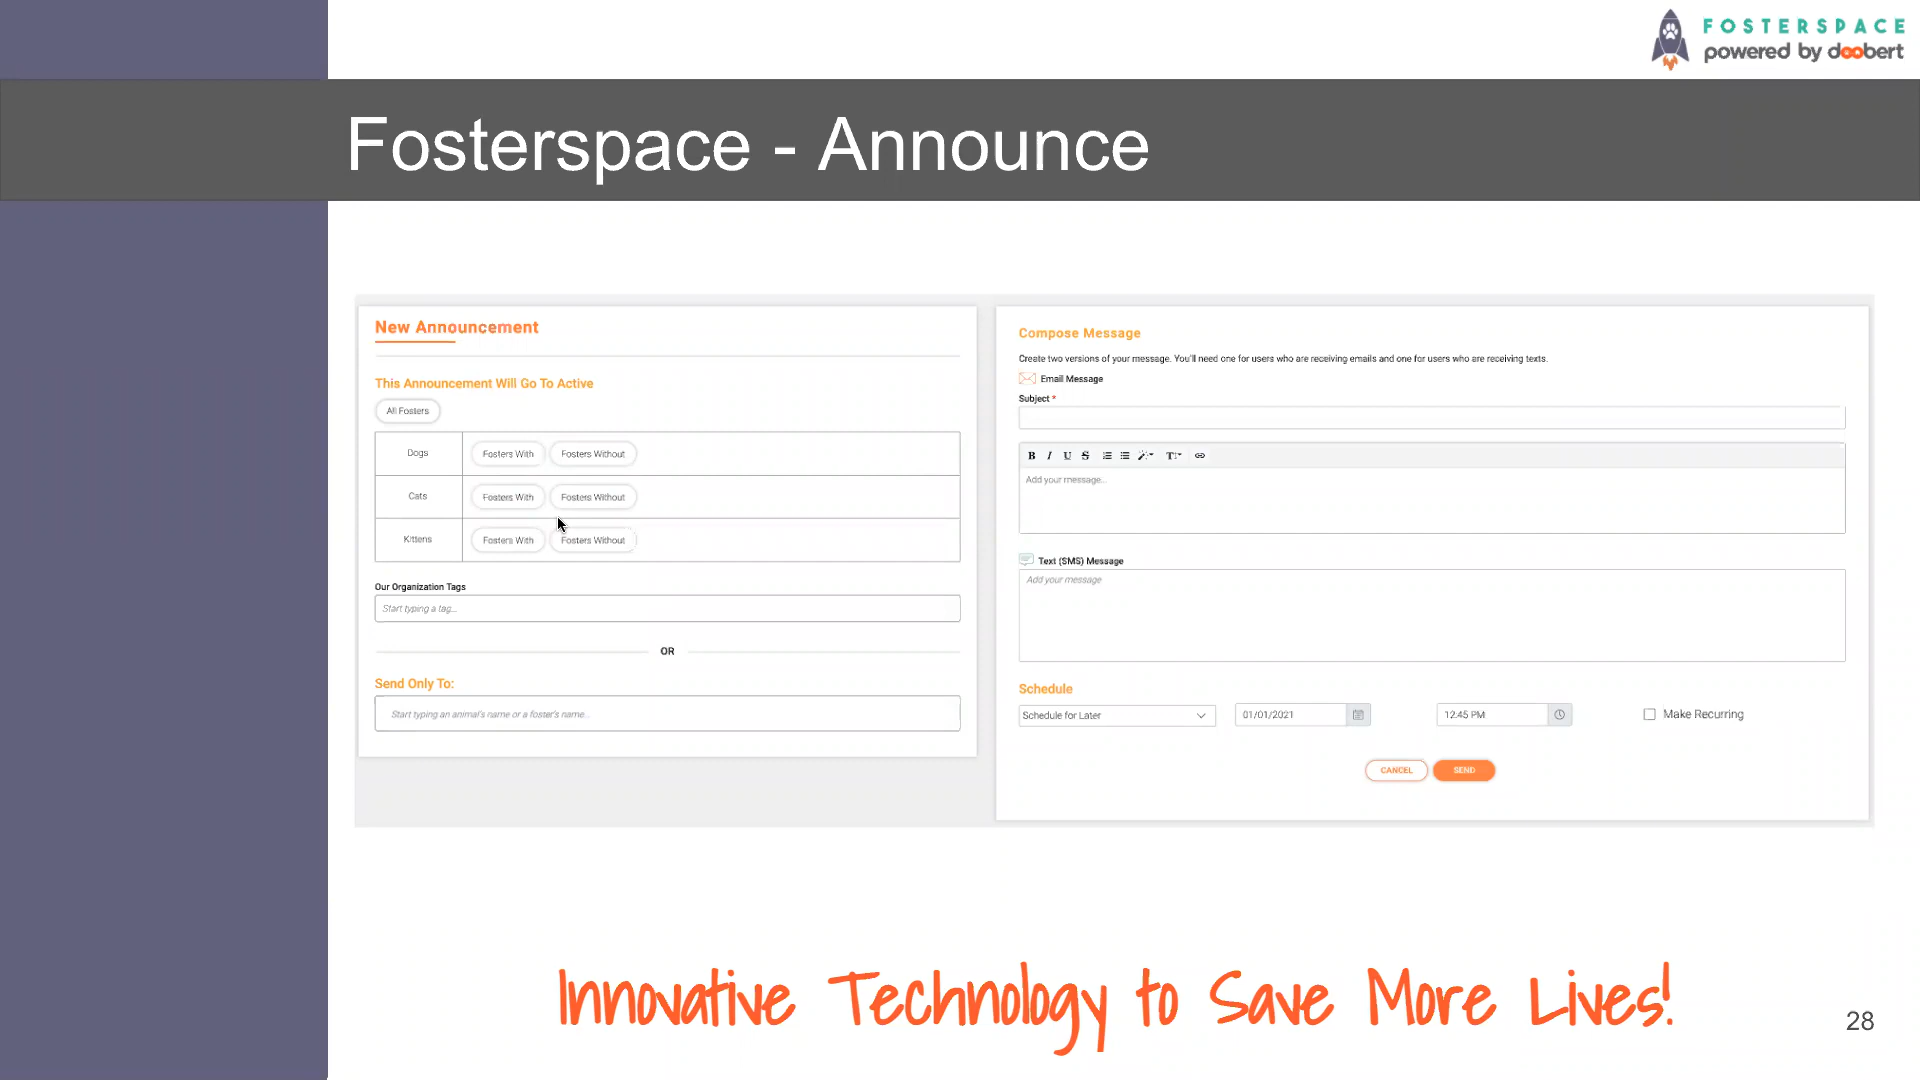 FOSTERSPACE
powered by doobert
Fosterspace - Announce
New Announcement
This Announcement Will Go To Active
All Fosters
Dogs Fosters With Fosters Without
Cats Fosters With Fosters Without
Kittens Fosters With Fosters Without
Our Organization Tags
Start typing a tag...
OR
Send Only To:
Start typing an animal's name or a foster's name...
Compose Message
Create two versions of your message. You'll need one for users who are receiving emails and one for users who are receiving texts.
Email Message
Subject *
B I U S
Add your message...
Text (SMS) Message
Add your message
Schedule
Schedule for Later 01/01/2021 12:45 PM Make Recurring
CANCEL SEND
Innovative Technology to Save More Lives!
28